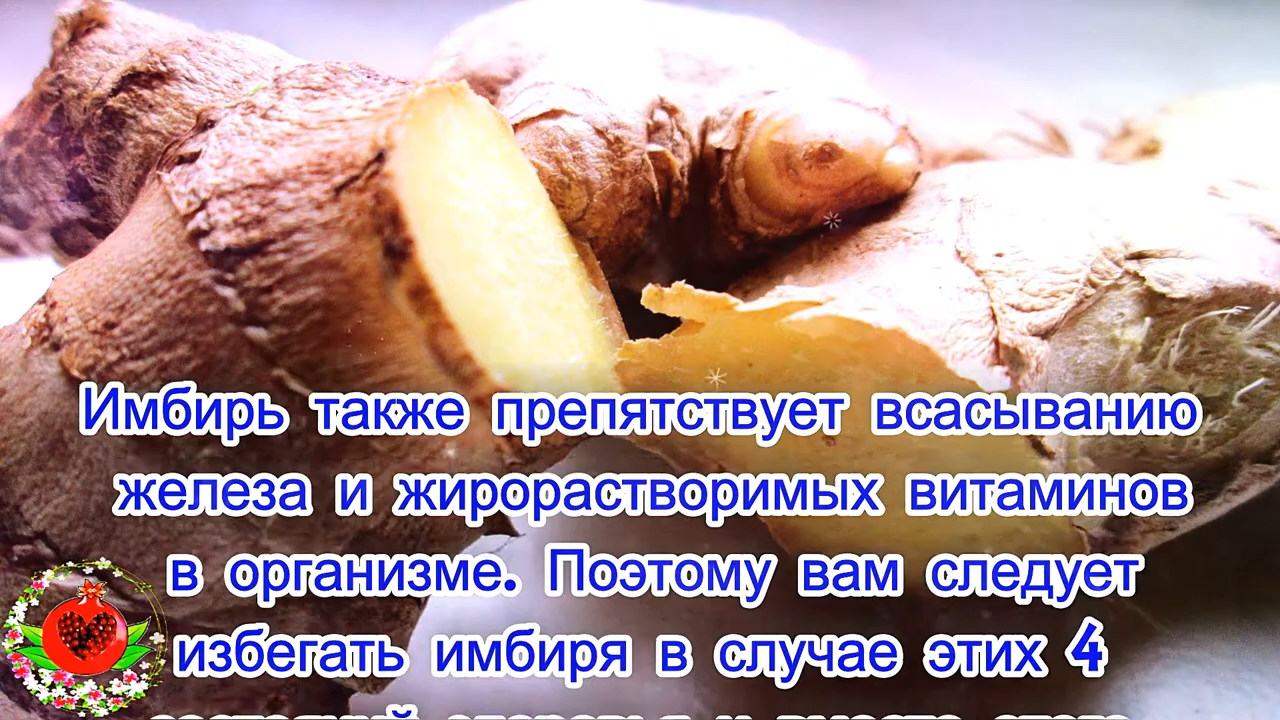 Имбирь также препятствует всасыванию
железа и жирорастворимых витаминов
в организме. Поэтому вам следует
избегать имбиря в случае этих 4